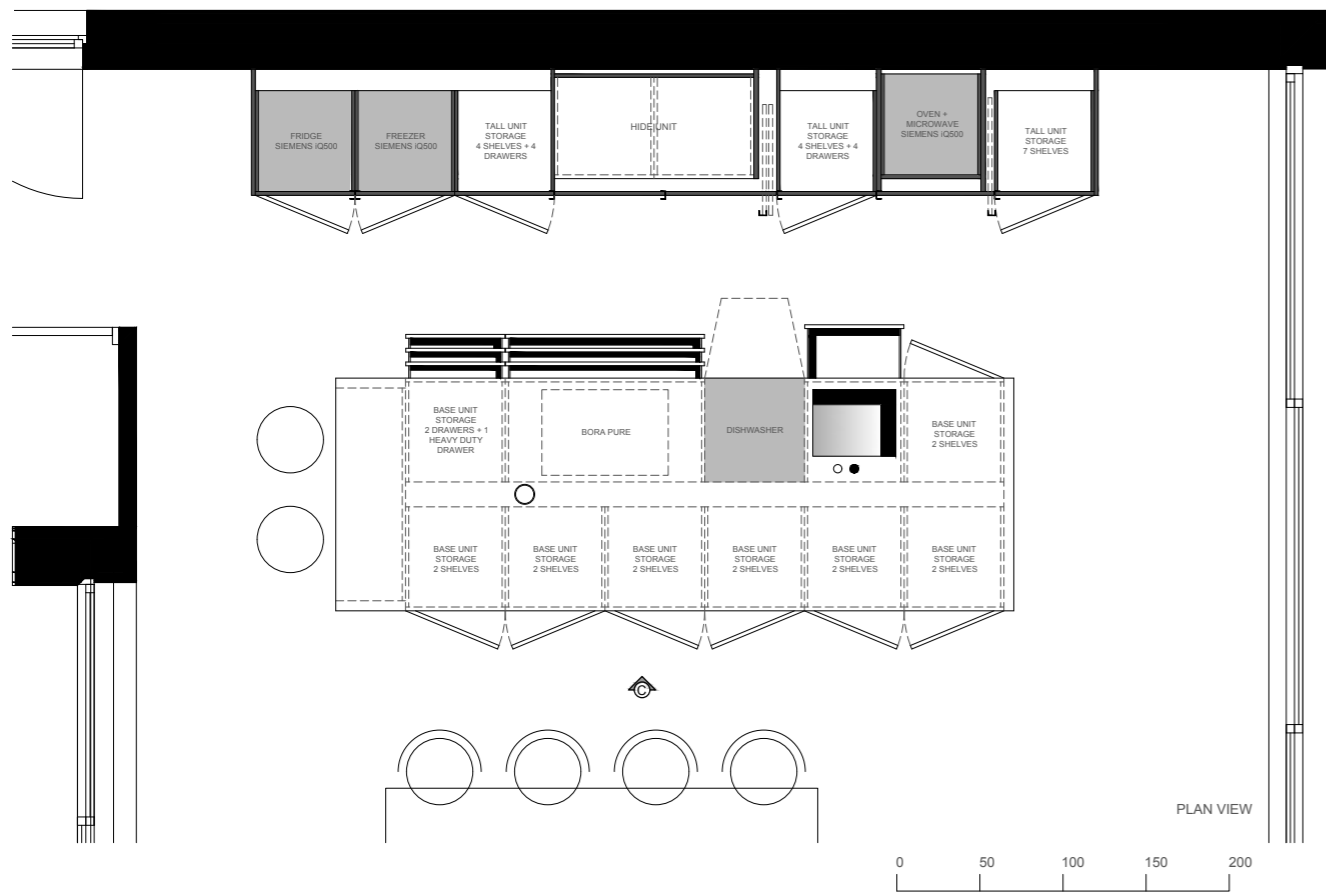 FRIDGE
SIEMENS iQ500
FREEZER
SIEMENS iQ500
TALL UNIT
STORAGE
4 SHELVES + 4
DRAWERS
HIDE UNIT
TALL UNIT
STORAGE
4 SHELVES + 4
DRAWERS
OVEN +
MICROWAVE
SIEMENS iQ500
TALL UNIT
STORAGE
7 SHELVES
BASE UNIT
STORAGE
2 DRAWERS + 1
HEAVY DUTY
DRAWER
BORA PURE
DISHWASHER
BASE UNIT
STORAGE
2 SHELVES
BASE UNIT
STORAGE
2 SHELVES
BASE UNIT
STORAGE
2 SHELVES
BASE UNIT
STORAGE
2 SHELVES
BASE UNIT
STORAGE
2 SHELVES
BASE UNIT
STORAGE
2 SHELVES
BASE UNIT
STORAGE
2 SHELVES
C
PLAN VIEW
0 50 100 150 200